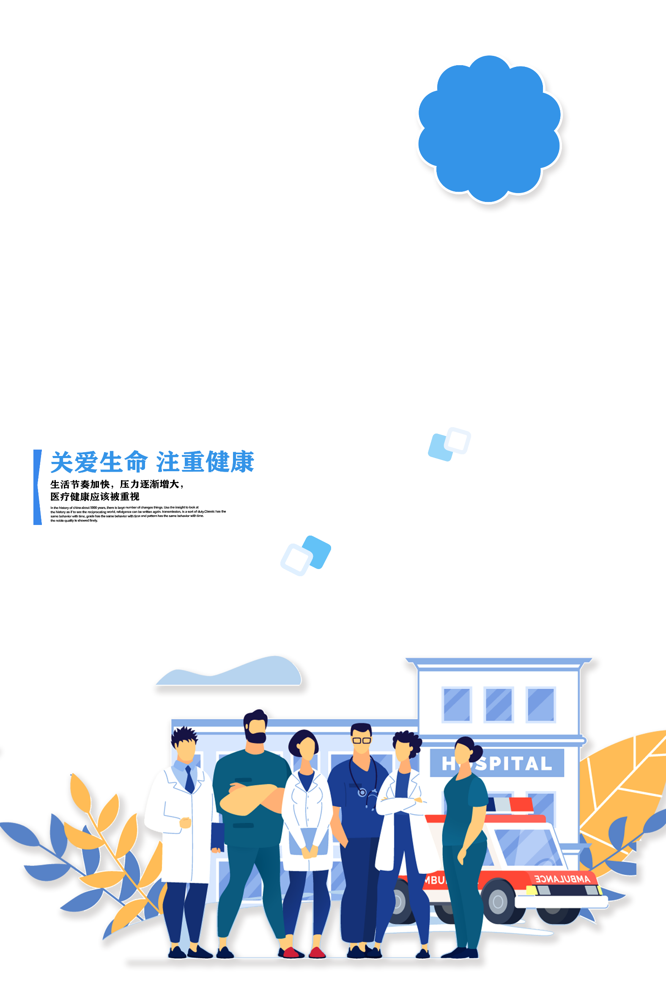 关爱生命 注重健康
生活节奏加快，压力逐渐增大，
医疗健康应该被重视
In the history of china about 5000 years, there is large number of changes things. Use the insight to look at
the history as if to see the reciprocating world, refulgence can be written again. transmission, is a sort of duty.Classic has the
same behavior with time, grade has the same behavior with time and pattern has the same behavior with time.
the noble quality is showed finely.
HOSPITAL
AMBULANCE
MBU